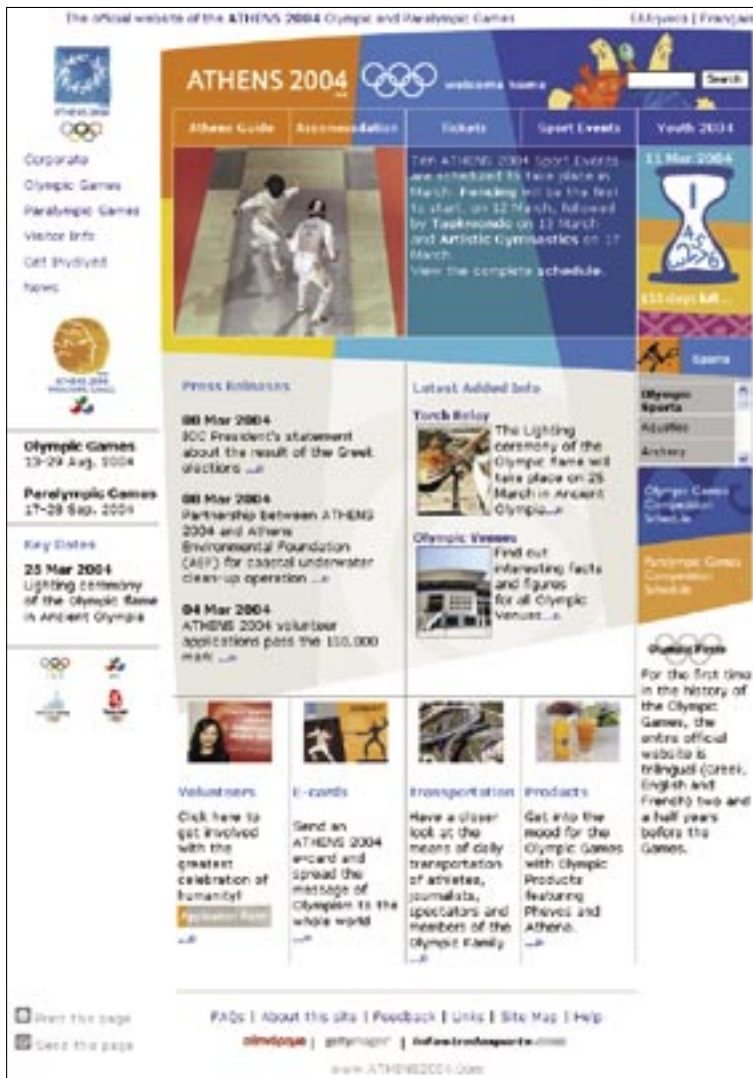 The official website of the ATHENS 2004 Olympic and Paralympic Games
Ελληνικά | Français
ATHENS 2004
welcome home
Search
ATHENS 2004
Corporate
Olympic Games
Paralympic Games
Visitor Info
Get Involved
News
ATHENS 2004
Olympic Games
13-29 Aug. 2004
Paralympic Games
17-28 Sep. 2004
Key Dates
25 Mar 2004
Lighting ceremony
of the Olympic flame
in Ancient Olympia
Athens Guide
Accommodation
Tickets
Sport Events
Youth 2004
Ten ATHENS 2004 Sport Events
are scheduled to take place in
March. Fencing will be the first
to start, on 12 March, followed
by Taekwondo on 13 March
and Artistic Gymnastics on 17
March.
View the complete schedule.
11 Mar 2004
days left...
Sports
Olympic
Sports
Aquatics
Archery
Olympic Games
Competition
Schedule
Paralympic Games
Competition
Schedule
Press Releases
08 Mar 2004
IOC President's statement
about the result of the Greek
elections ...»
08 Mar 2004
Partnership between ATHENS
2004 and Athens
Environmental Foundation
(AEF) for coastal underwater
clean-up operation ...»
04 Mar 2004
ATHENS 2004 volunteer
applications pass the 150,000
mark ...»
Latest Added Info
Torch Relay
The Lighting
ceremony of the
Olympic flame will
take place on 25
March in Ancient
Olympia...»
Olympic Venues
Find out
interesting facts
and figures
for all Olympic
Venues...»
Olympic Firsts
For the first time
in the history of
the Olympic
Games, the
entire official
website is
trilingual (Greek,
English and
French) two and
a half years
before the
Games.
Volunteers
Click here to
get involved
with the
greatest
celebration of
humanity!
Application Form
...»
E-cards
Send an
ATHENS 2004
e-card and
spread the
message of
Olympism to the
whole world
...»
Transportation
Have a closer
look at the
means of daily
transportation
of athletes,
journalists,
spectators and
members of the
Olympic Family
...»
Products
Get into the
mood for the
Olympic Games
with Olympic
Products
featuring
Phevos and
Athena.
...»
Print this page
Send this page
FAQs | About this site | Feedback | Links | Site Map | Help
www.ATHENS2004.com